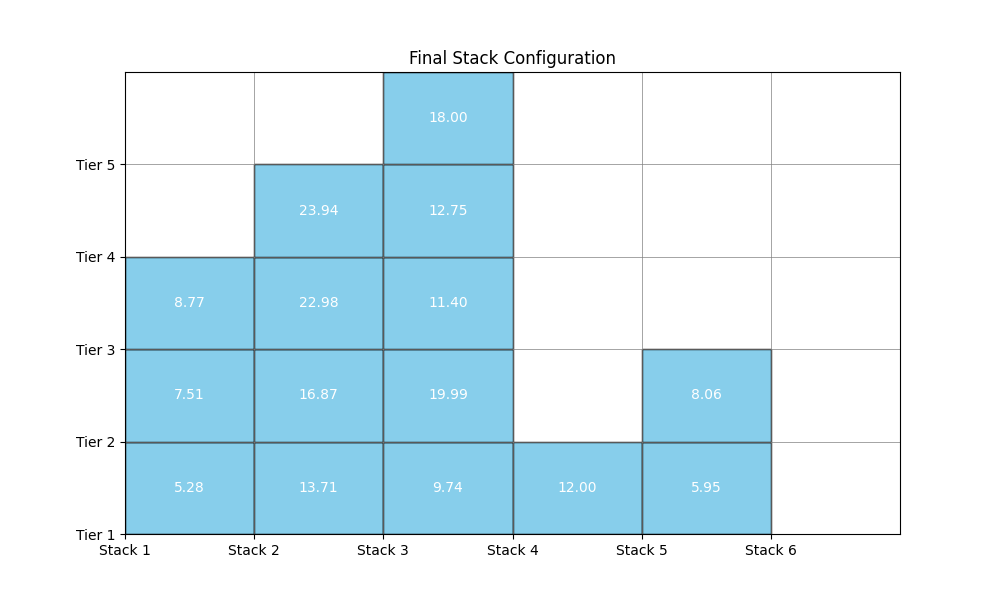 Final Stack Configuration
18.00
Tier 5
23.94 12.75
Tier 4
8.77 22.98 11.40
Tier 3
7.51 16.87 19.99 8.06
Tier 2
5.28 13.71 9.74 12.00 5.95
Tier 1
Stack 1 Stack 2 Stack 3 Stack 4 Stack 5 Stack 6